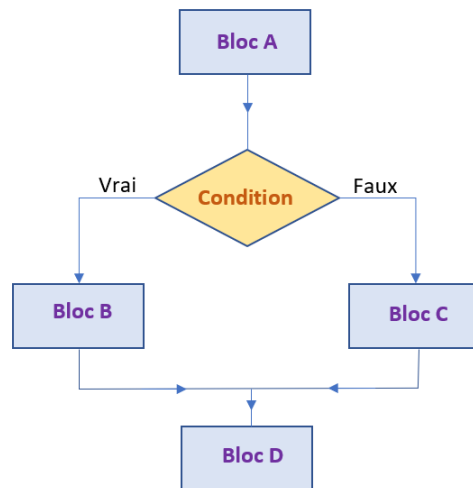 Bloc A
Vrai
Faux
Condition
Bloc B
Bloc C
Bloc D